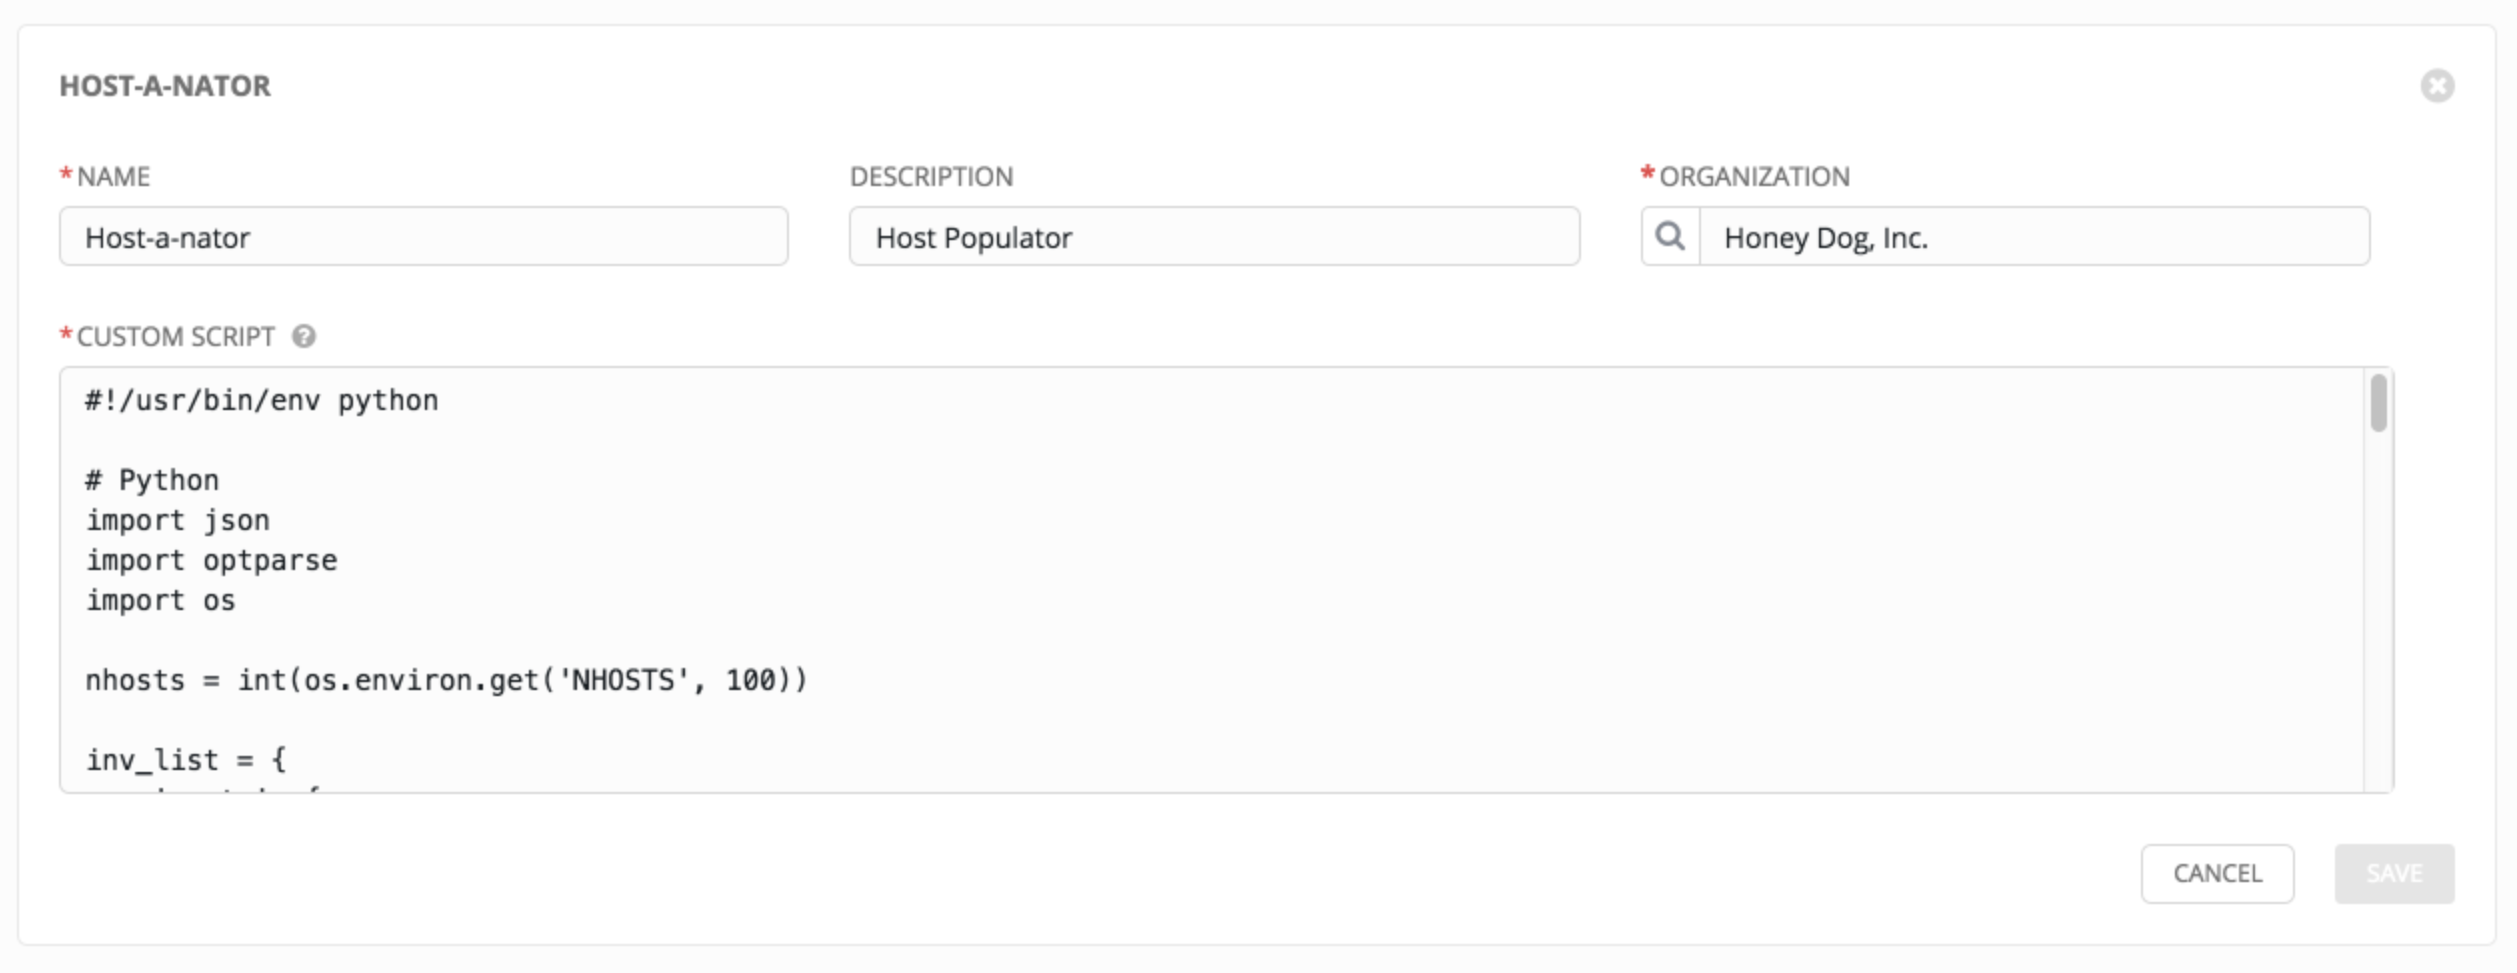 HOST-A-NATOR
*NAME
Host-a-nator
DESCRIPTION
Host Populator
*ORGANIZATION
Honey Dog, Inc.
*CUSTOM SCRIPT ?
#!/usr/bin/env python
# Python
import json
import optparse
import os
nhosts = int(os.environ.get('NHOSTS', 100))
inv_list = {
CANCEL
SAVE